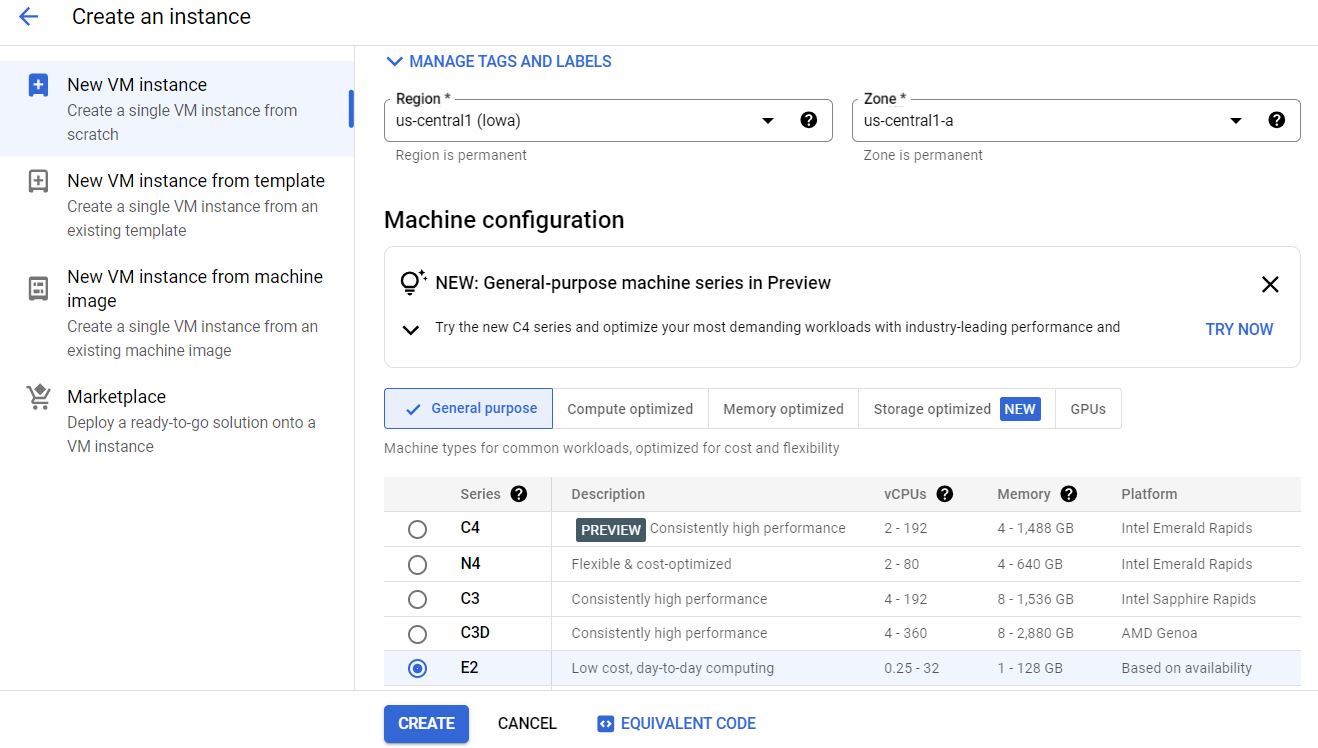 Create an instance
New VM instance
Create a single VM instance from
scratch
New VM instance from template
Create a single VM instance from an
existing template
New VM instance from machine
image
Create a single VM instance from an
existing machine image
Marketplace
Deploy a ready-to-go solution onto a
VM instance
MANAGE TAGS AND LABELS
Region * Zone *
us-central1 (Iowa) us-central1-a
Region is permanent Zone is permanent
Machine configuration
NEW: General-purpose machine series in Preview
Try the new C4 series and optimize your most demanding workloads with industry-leading performance and TRY NOW
General purpose Compute optimized Memory optimized Storage optimized NEW GPUs
Machine types for common workloads, optimized for cost and flexibility
Series Description vCPUs Memory Platform
C4 PREVIEW Consistently high performance 2 - 192 4 - 1,488 GB Intel Emerald Rapids
N4 Flexible & cost-optimized 2 - 80 4 - 640 GB Intel Emerald Rapids
C3 Consistently high performance 4 - 192 8 - 1,536 GB Intel Sapphire Rapids
C3D Consistently high performance 4 - 360 8 - 2,880 GB AMD Genoa
E2 Low cost, day-to-day computing 0.25 - 32 1 - 128 GB Based on availability
CREATE CANCEL EQUIVALENT CODE